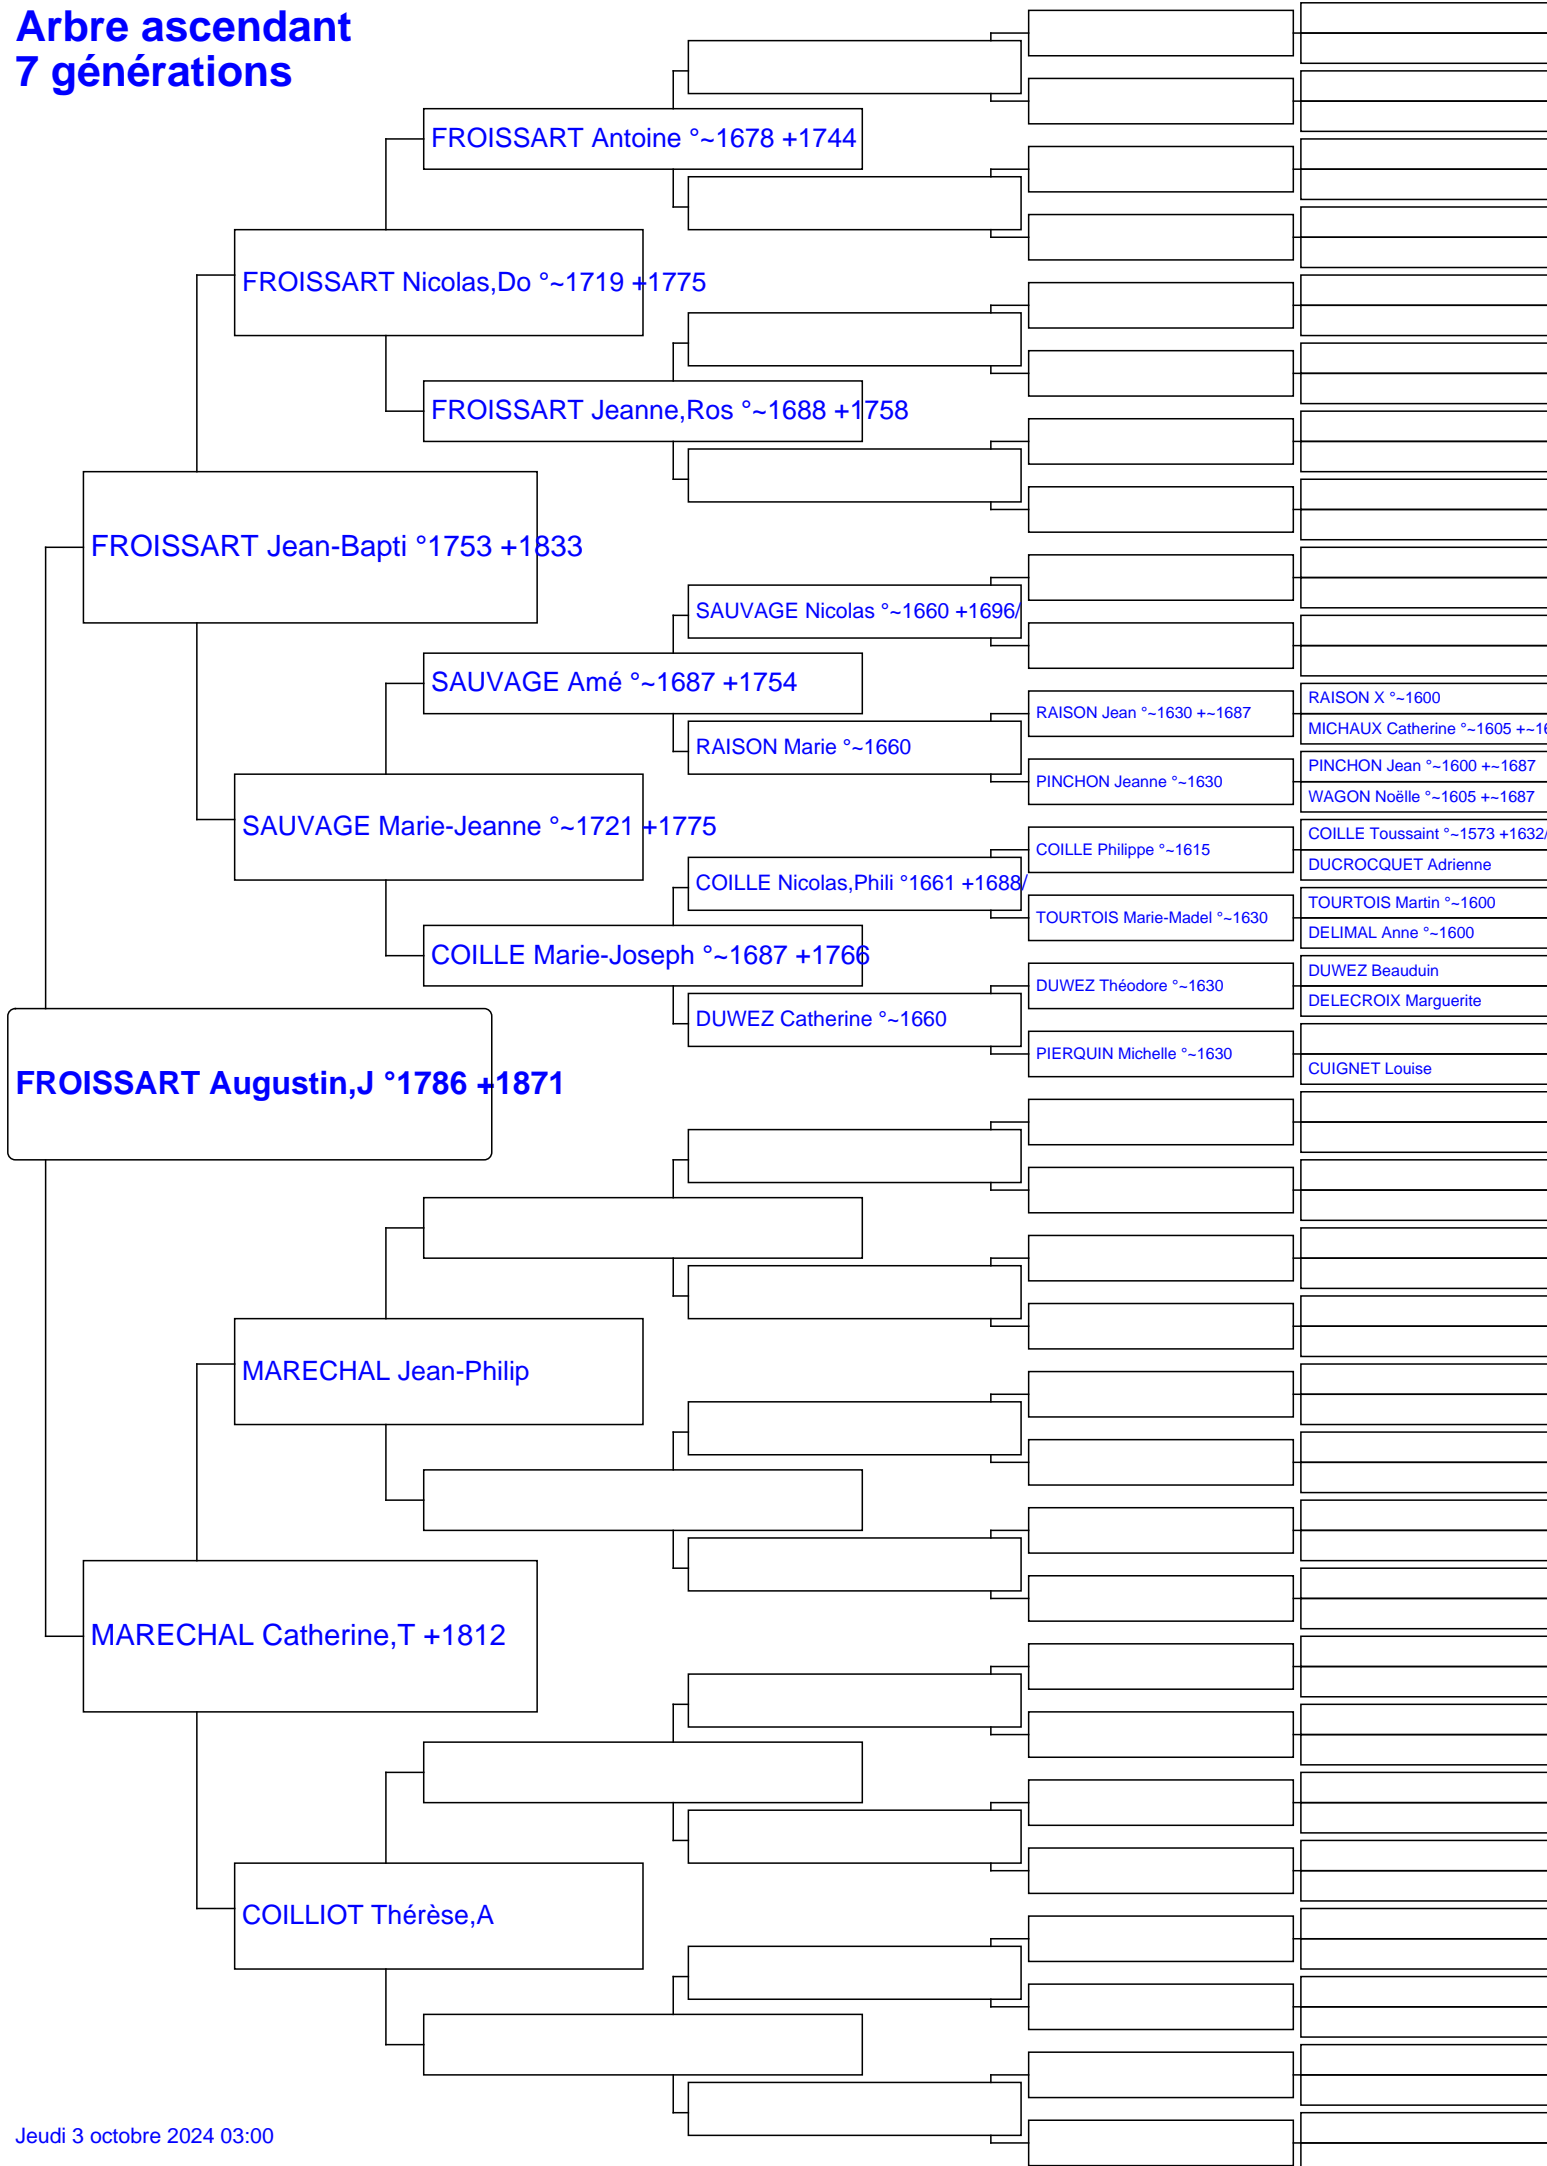 Arbre ascendant
7 générations
FROISSART Antoine °~1678 +1744
FROISSART Nicolas,Do °~1719 +1775
FROISSART Jeanne,Ros °~1688 +1758
FROISSART Jean-Bapti °1753 +1833
SAUVAGE Nicolas °~1660 +1696/
SAUVAGE Amé °~1687 +1754
RAISON X °~1600
RAISON Jean °~1630 +~1687
MICHAUX Catherine °~1605 +~16
RAISON Marie °~1660
PINCHON Jean °~1600 +~1687
PINCHON Jeanne °~1630
WAGON Noëlle °~1605 +~1687
SAUVAGE Marie-Jeanne °~1721 +1775
COILLE Toussaint °~1573 +1632/
COILLE Philippe °~1615
DUCROCQUET Adrienne
COILLE Nicolas,Phili °1661 +1688/
TOURTOIS Martin °~1600
TOURTOIS Marie-Madel °~1630
DELIMAL Anne °~1600
COILLE Marie-Joseph °~1687 +1766
DUWEZ Beauduin
DUWEZ Théodore °~1630
DELECROIX Marguerite
DUWEZ Catherine °~1660
PIERQUIN Michelle °~1630
CUIGNET Louise
FROISSART Augustin,J °1786 +1871
MARECHAL Jean-Philip
MARECHAL Catherine,T +1812
COILLIOT Thérèse,A
Jeudi 3 octobre 2024 03:00